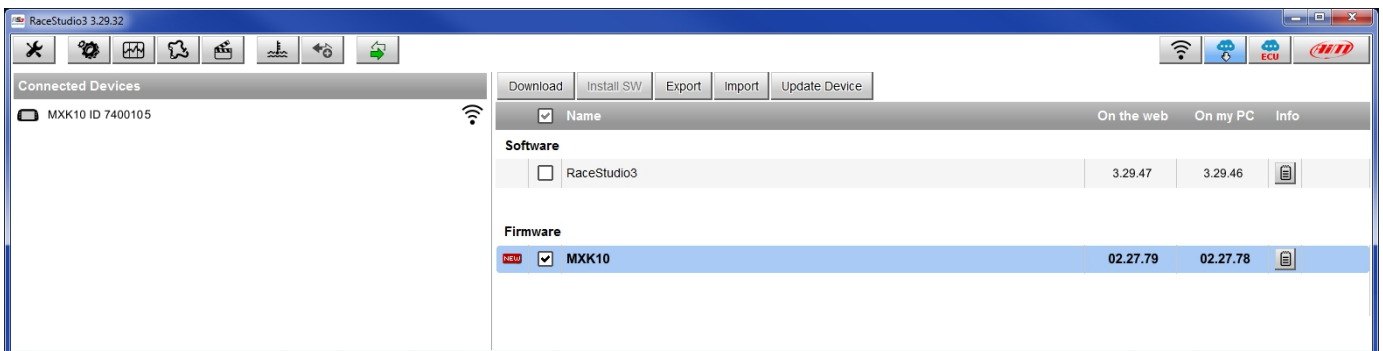 RaceStudio3 3.29.32
ECU AiM
Connected Devices
Download Install SW Export Import Update Device
MXK10 ID 7400105
Name On the web On my PC Info
Software
RaceStudio3 3.29.47 3.29.46
Firmware
NEW MXK10 02.27.79 02.27.78